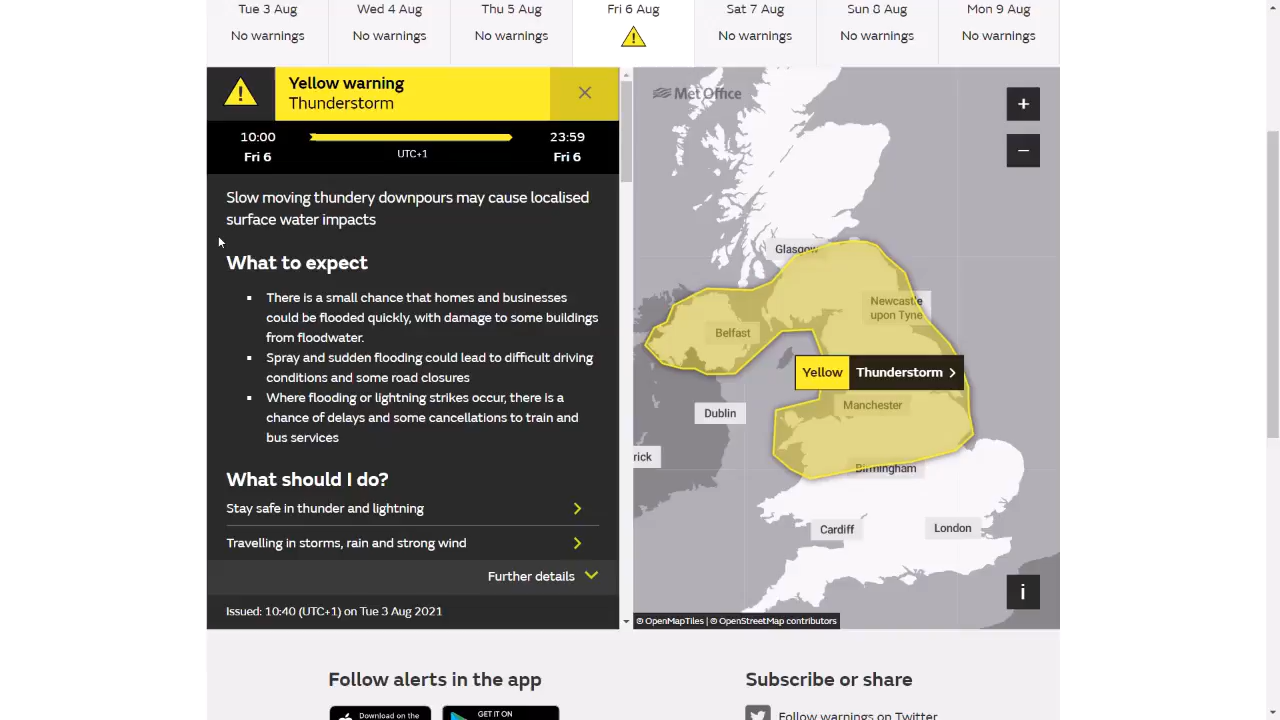 Tue 3 Aug
No warnings
Wed 4 Aug
No warnings
Thu 5 Aug
No warnings
Fri 6 Aug
Sat 7 Aug
No warnings
Sun 8 Aug
No warnings
Mon 9 Aug
No warnings
Yellow warning
Thunderstorm
10:00
Fri 6
UTC+1
23:59
Fri 6
Slow moving thundery downpours may cause localised
surface water impacts
What to expect
There is a small chance that homes and businesses
could be flooded quickly, with damage to some buildings
from floodwater.
Spray and sudden flooding could lead to difficult driving
conditions and some road closures
Where flooding or lightning strikes occur, there is a
chance of delays and some cancellations to train and
bus services
What should I do?
Stay safe in thunder and lightning
Travelling in storms, rain and strong wind
Further details
Issued: 10:40 (UTC+1) on Tue 3 Aug 2021
Met Office
Glasgow
Newcastle
upon Tyne
Belfast
Yellow Thunderstorm
Manchester
Dublin
rick
Birmingham
Cardiff
London
© OpenMapTiles | © OpenStreetMap contributors
Follow alerts in the app
Download on the
GET IT ON
Subscribe or share
Follow warnings on Twitter